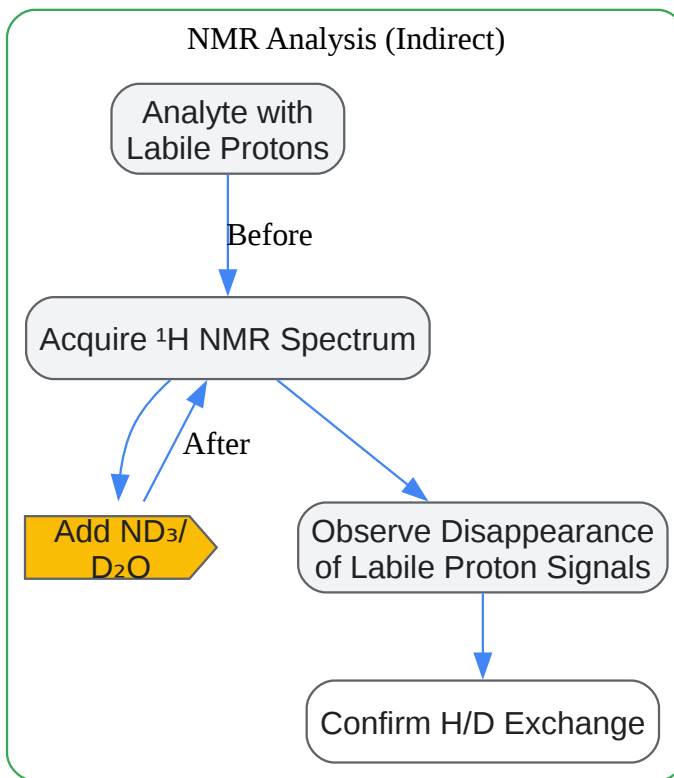 NMR Analysis (Indirect)
Analyte with
Labile Protons
Before
Acquire ¹H NMR Spectrum
After
Add ND₃/
D₂O
Observe Disappearance
of Labile Proton Signals
Confirm H/D Exchange